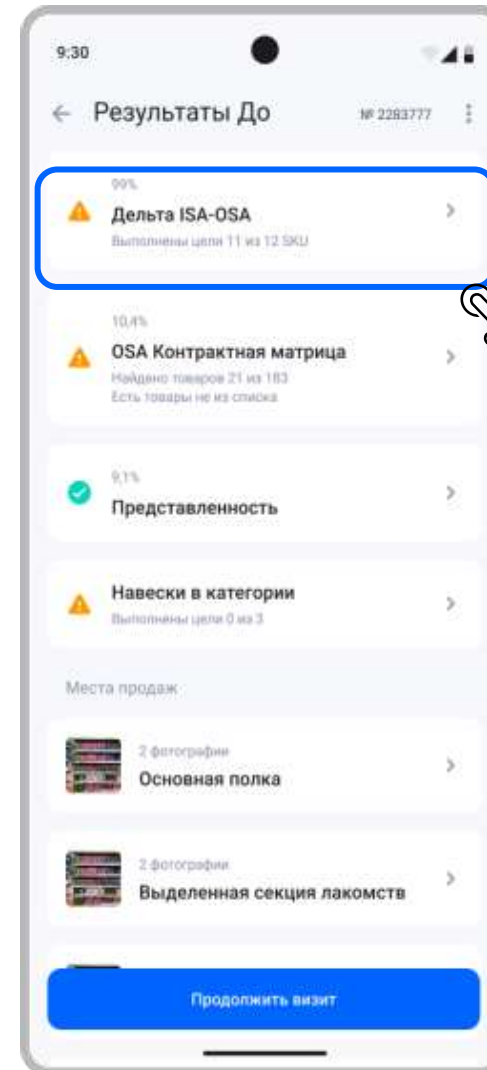 9:30
Результаты До
№ 2283777
99%
Дельта ISA-OSA
Выполнены цели 11 из 12 SKU
10,4%
OSA Контрактная матрица
Найдено товаров 21 из 183
Есть товары не из списка
9,1%
Представленность
Навески в категории
Выполнены цели 0 из 3
Места продаж
2 фотографии
Основная полка
2 фотографии
Выделенная секция лакомств
Продолжить визит